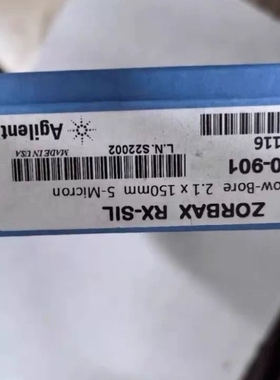 ZORBAX RX-SIL
ow-Bore 2.1 x 150mm 5-Micron
0-901
116
L.N. S22002
MADE IN USA
Agilent